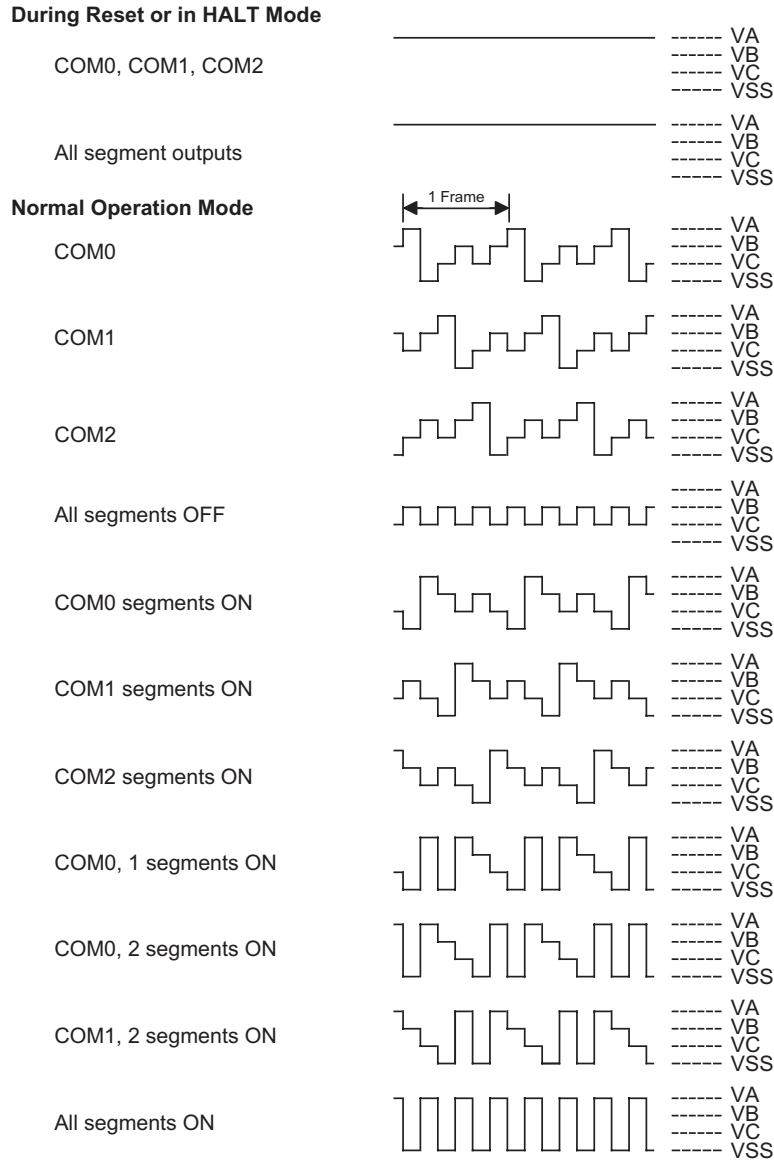 During Reset or in HALT Mode
COM0, COM1, COM2
VA
VB
VC
VSS
All segment outputs
VA
VB
VC
VSS
Normal Operation Mode
1 Frame
COM0
VA
VB
VC
VSS
COM1
VA
VB
VC
VSS
COM2
VA
VB
VC
VSS
All segments OFF
VA
VB
VC
VSS
COM0 segments ON
VA
VB
VC
VSS
COM1 segments ON
VA
VB
VC
VSS
COM2 segments ON
VA
VB
VC
VSS
COM0, 1 segments ON
VA
VB
VC
VSS
COM0, 2 segments ON
VA
VB
VC
VSS
COM1, 2 segments ON
VA
VB
VC
VSS
All segments ON
VA
VB
VC
VSS